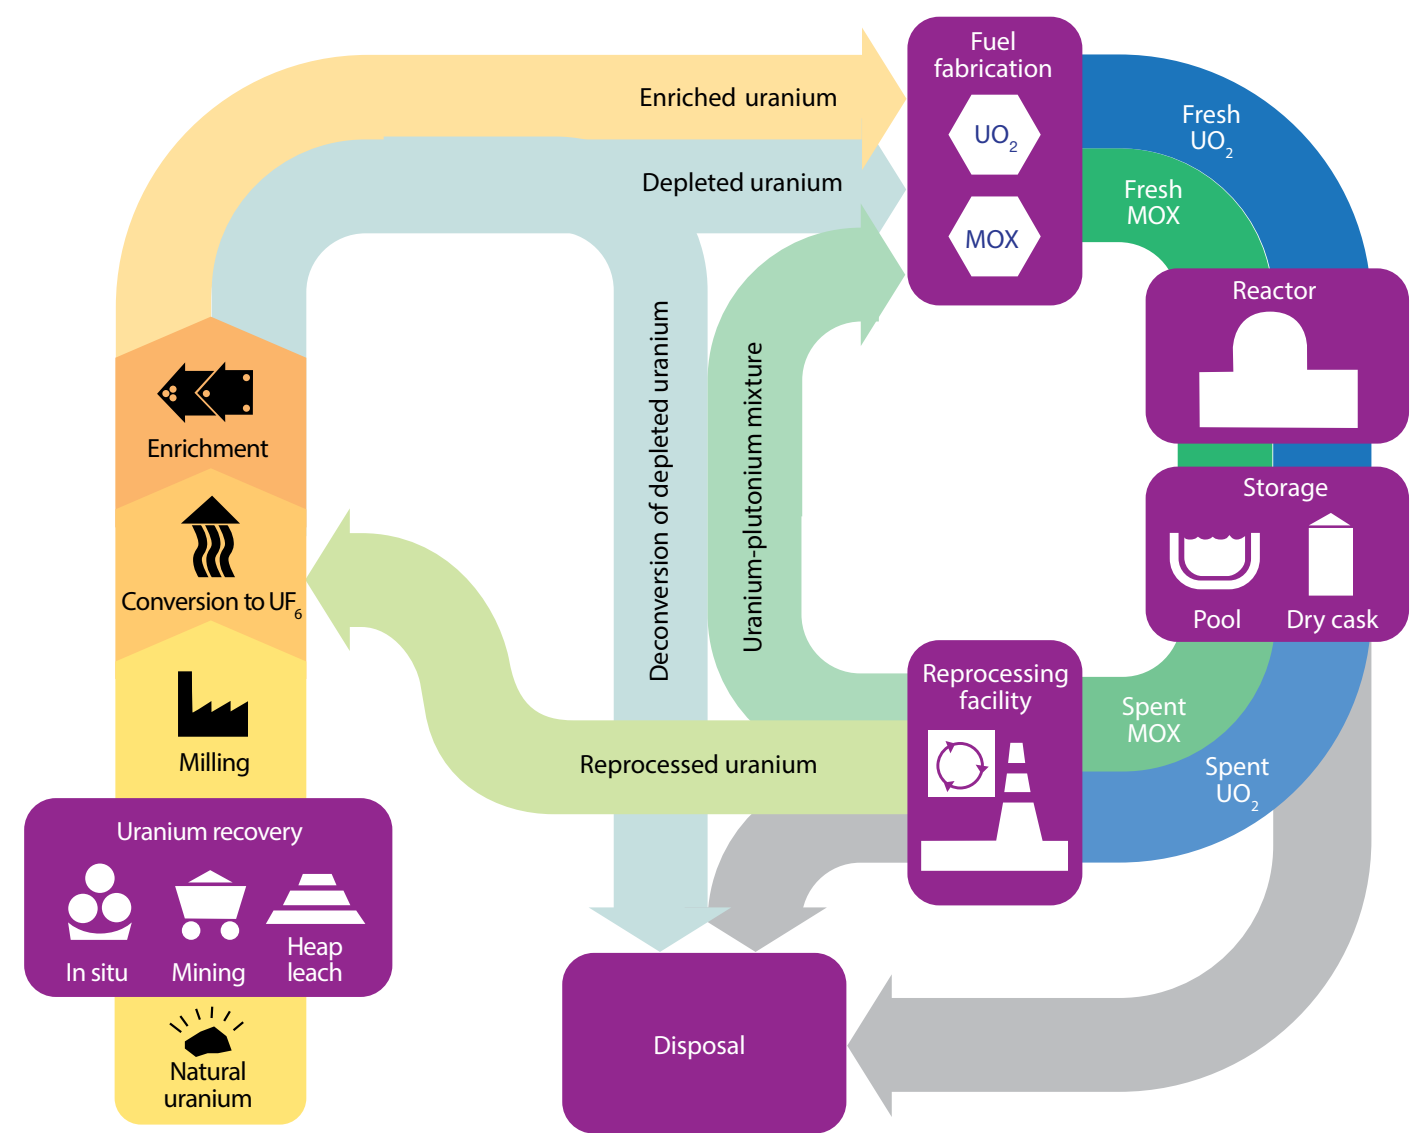 Fuel
fabrication
UO₂
MOX
Enriched uranium
Depleted uranium
Fresh
UO₂
Fresh
MOX
Reactor
Storage
Pool
Dry cask
Enrichment
Conversion to UF₆
Milling
Deconversion of depleted uranium
Uranium-plutonium mixture
Reprocessing
facility
Spent
MOX
Spent
UO₂
Reprocessed uranium
Uranium recovery
In situ
Mining
Heap
leach
Natural
uranium
Disposal